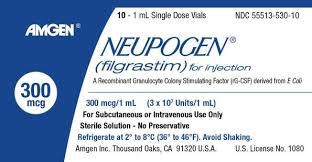 10 - 1 mL Single Dose Vials NDC 55513-530-10
AMGEN®
NEUPOGEN®
(filgrastim) for injection
A Recombinant Granulocyte Colony Stimulating Factor (rG-CSF) derived from E Coli
300
mcg
300 mcg/1 mL (3 x 10⁷ Units/1 mL)
For Subcutaneous or Intravenous Use Only
Sterile Solution - No Preservative
Refrigerate at 2° to 8°C (36° to 46°F). Avoid Shaking.
Amgen Inc. Thousand Oaks, CA 91320 U.S.A. U.S. License No. 1080